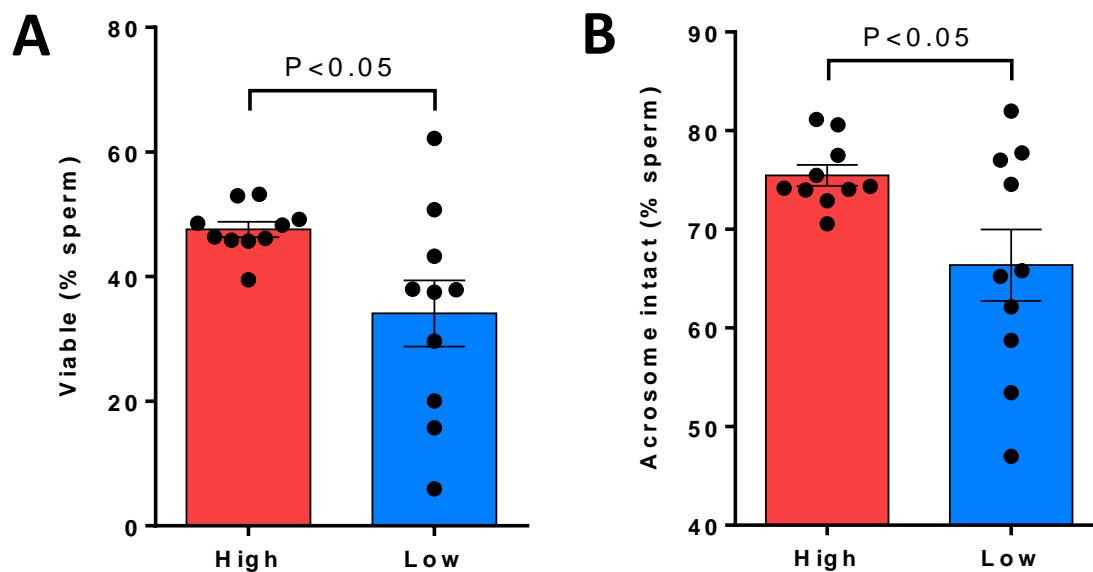 A
Viable (% sperm)
80
60
40
20
0
P<0.05
High
Low
B
Acrosome intact (% sperm)
90
80
70
60
50
40
P<0.05
High
Low